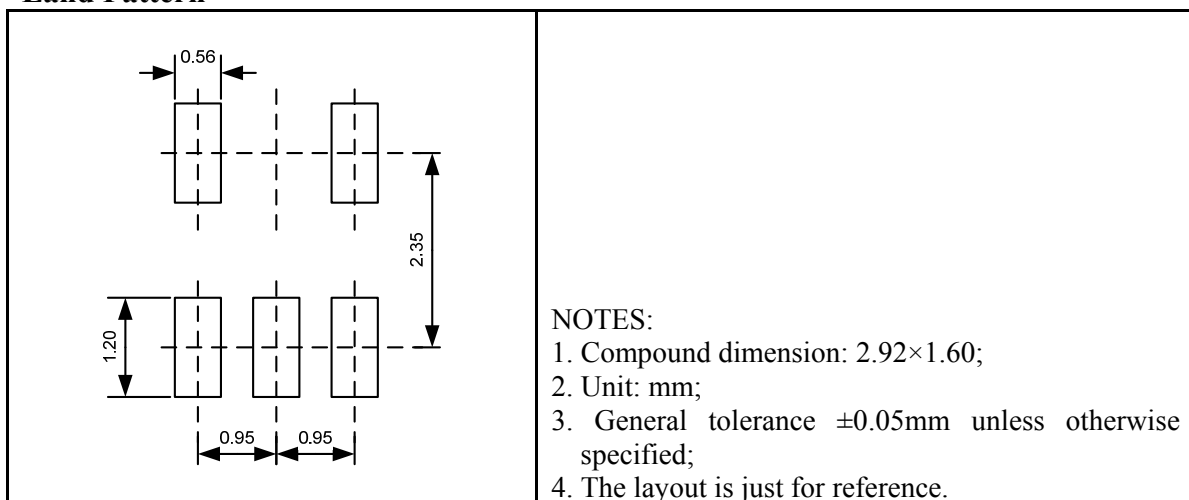 Land Pattern
0.56
2.35
1.20
0.95 0.95
NOTES:
1. Compound dimension: 2.92×1.60;
2. Unit: mm;
3. General tolerance ±0.05mm unless otherwise
specified;
4. The layout is just for reference.